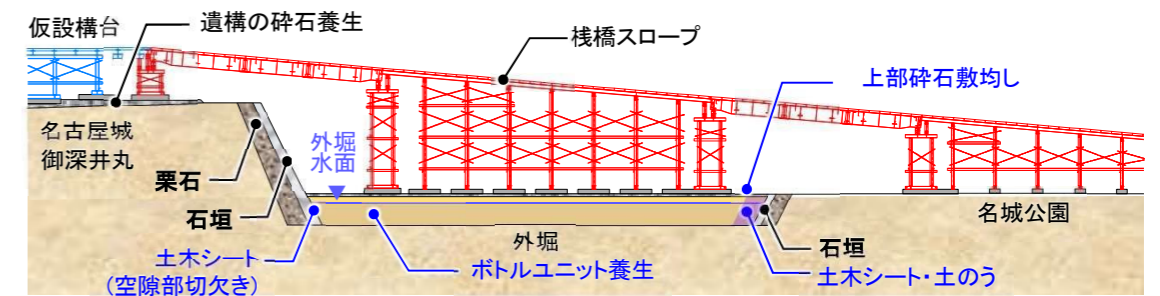 仮設構台
遺構の砕石養生
桟橋スロープ
上部砕石敷均し
名古屋城
御深井丸
外堀
水面
栗石
石垣
土木シート
(空隙部切欠き)
外堀
ボトルユニット養生
名城公園
石垣
土木シート・土のう